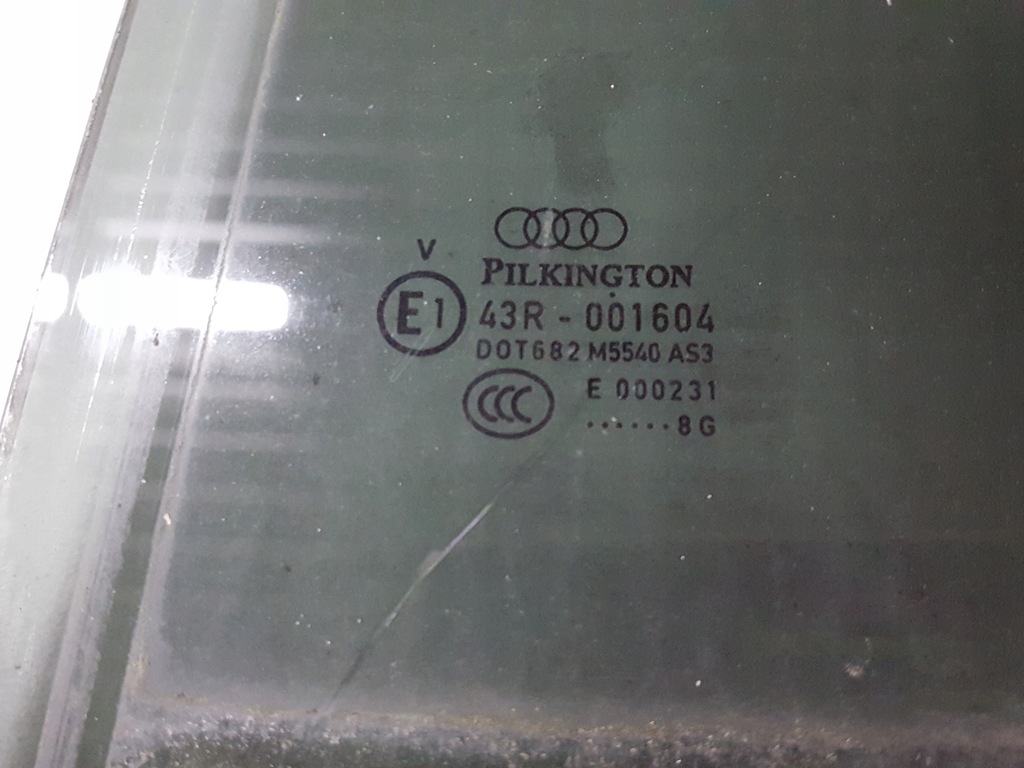 V
PILKINGTON
E1 43R - 001604
DOT682 M5540 AS3
CCC E 000231
......8G